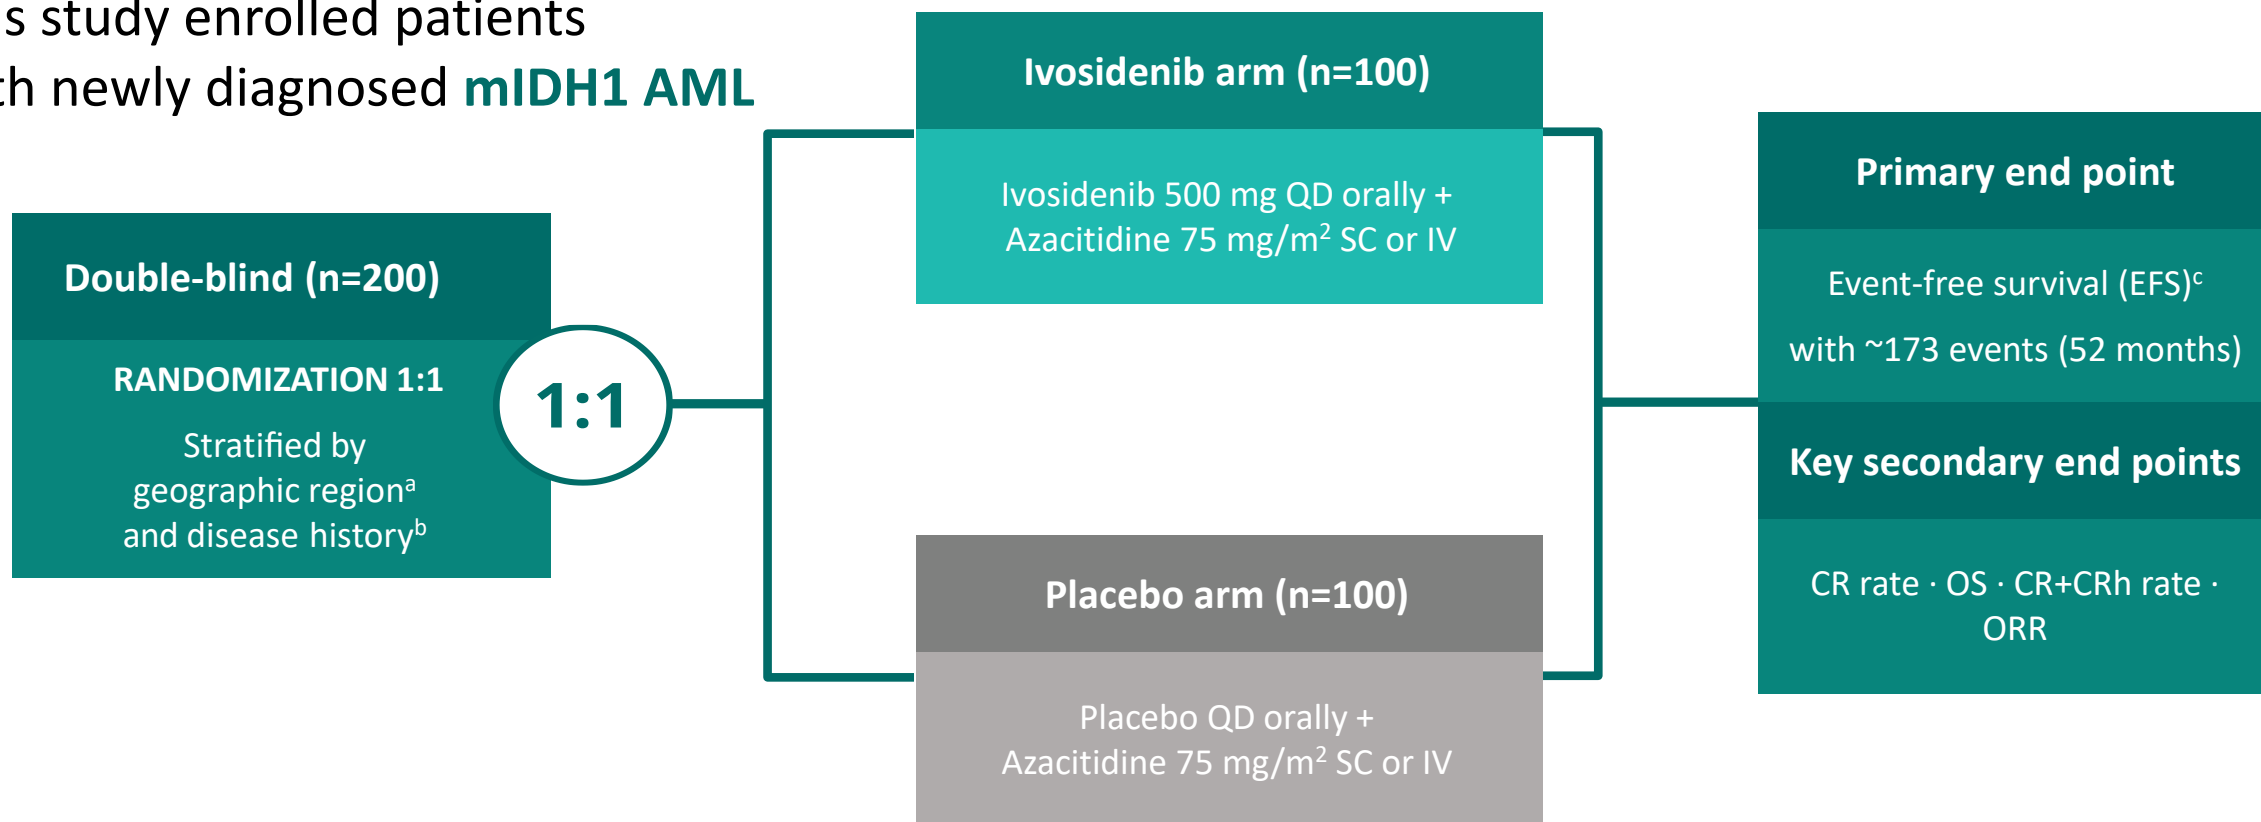 s study enrolled patients
th newly diagnosed mIDH1 AML
Double-blind (n=200)
RANDOMIZATION 1:1
Stratified by
geographic regionᵃ
and disease historyᵇ
1:1
Ivosidenib arm (n=100)
Ivosidenib 500 mg QD orally +
Azacitidine 75 mg/m² SC or IV
Placebo arm (n=100)
Placebo QD orally +
Azacitidine 75 mg/m² SC or IV
Primary end point
Event-free survival (EFS)ᶜ
with ~173 events (52 months)
Key secondary end points
CR rate · OS · CR+CRh rate ·
ORR